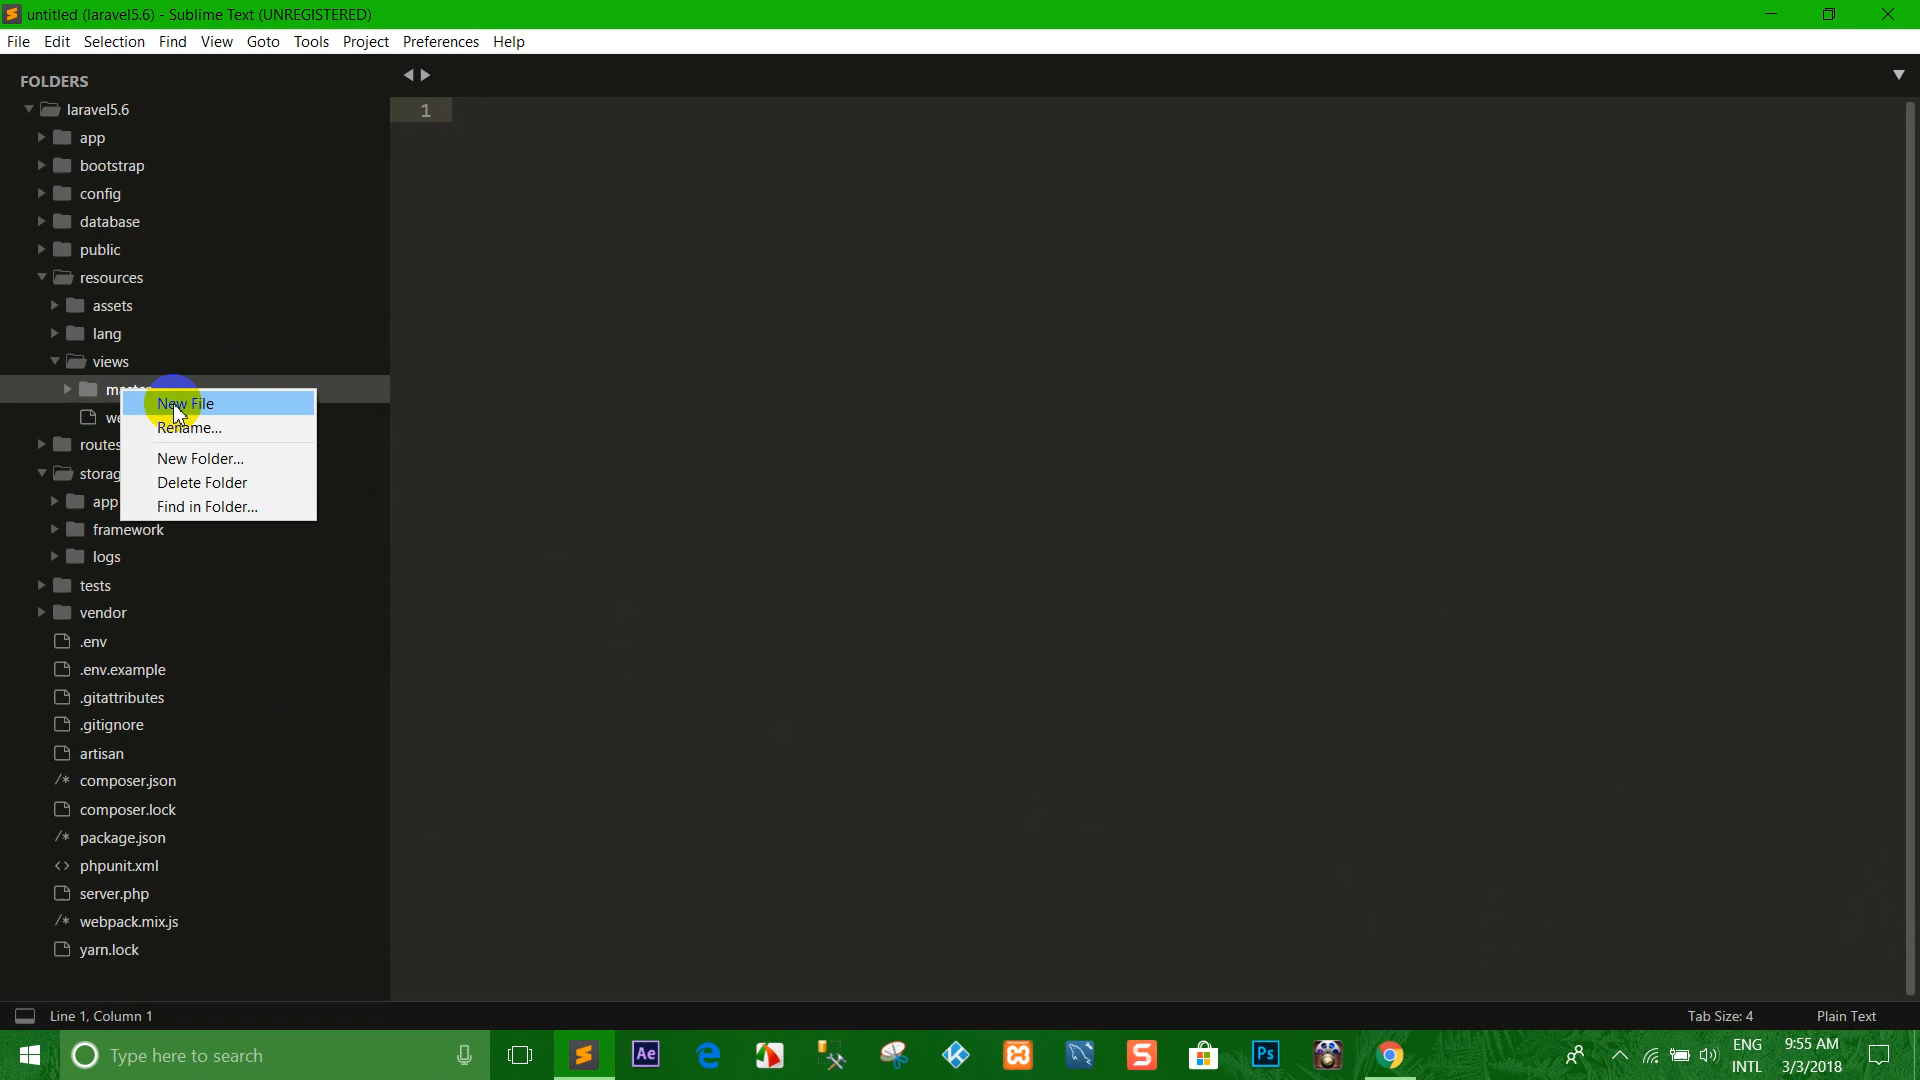 untitled (laravel5.6) - Sublime Text (UNREGISTERED)
File Edit Selection Find View Goto Tools Project Preferences Help
FOLDERS
laravel5.6
1
app
bootstrap
config
database
public
resources
assets
lang
views
New File
Rename...
routes
New Folder...
Delete Folder
app
Find in Folder...
framework
logs
tests
vendor
.env
.env.example
.gitattributes
.gitignore
artisan
composer.json
composer.lock
package.json
phpunit.xml
server.php
webpack.mix.js
yarn.lock
Line 1, Column 1 Tab Size: 4 Plain Text
Type here to search
Ae
Ps
ENG
INTL
9:55 AM
3/3/2018